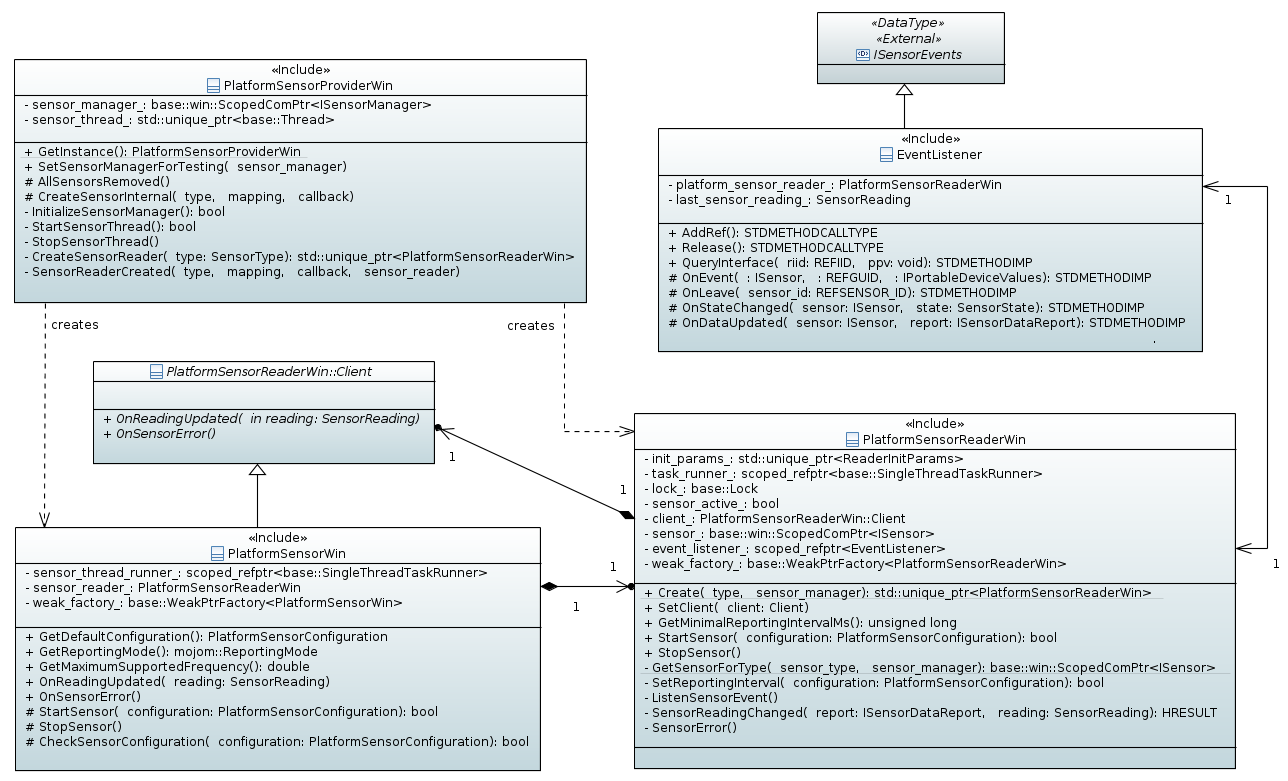 «DataType»
«External»
ISensorEvents
«Include»
PlatformSensorProviderWin
- sensor_manager_: base::win::ScopedComPtr<ISensorManager>
- sensor_thread_: std::unique_ptr<base::Thread>
+ GetInstance(): PlatformSensorProviderWin
+ SetSensorManagerForTesting( sensor_manager)
# AllSensorsRemoved()
# CreateSensorInternal( type, mapping, callback)
- InitializeSensorManager(): bool
- StartSensorThread(): bool
- StopSensorThread()
- CreateSensorReader( type: SensorType): std::unique_ptr<PlatformSensorReaderWin>
- SensorReaderCreated( type, mapping, callback, sensor_reader)
«Include»
EventListener
- platform_sensor_reader_: PlatformSensorReaderWin
- last_sensor_reading_: SensorReading
+ AddRef(): STDMETHODCALLTYPE
+ Release(): STDMETHODCALLTYPE
+ QueryInterface( riid: REFIID, ppv: void): STDMETHODIMP
# OnEvent( : ISensor, : REFGUID, : IPortableDeviceValues): STDMETHODIMP
# OnLeave( sensor_id: REFSENSOR_ID): STDMETHODIMP
# OnStateChanged( sensor: ISensor, state: SensorState): STDMETHODIMP
# OnDataUpdated( sensor: ISensor, report: ISensorDataReport): STDMETHODIMP
1
creates
creates
PlatformSensorReaderWin::Client
+ OnReadingUpdated( in reading: SensorReading)
+ OnSensorError()
1
1
«Include»
PlatformSensorReaderWin
- init_params_: std::unique_ptr<ReaderInitParams>
- task_runner_: scoped_refptr<base::SingleThreadTaskRunner>
- lock_: base::Lock
- sensor_active_: bool
- client_: PlatformSensorReaderWin::Client
- sensor_: base::win::ScopedComPtr<ISensor>
- event_listener_: scoped_refptr<EventListener>
- weak_factory_: base::WeakPtrFactory<PlatformSensorReaderWin>
+ Create( type, sensor_manager): std::unique_ptr<PlatformSensorReaderWin>
+ SetClient( client: Client)
+ GetMinimalReportingIntervalMs(): unsigned long
+ StartSensor( configuration: PlatformSensorConfiguration): bool
+ StopSensor()
- GetSensorForType( sensor_type, sensor_manager): base::win::ScopedComPtr<ISensor>
- SetReportingInterval( configuration: PlatformSensorConfiguration): bool
- ListenSensorEvent()
- SensorReadingChanged( report: ISensorDataReport, reading: SensorReading): HRESULT
- SensorError()
1
«Include»
PlatformSensorWin
- sensor_thread_runner_: scoped_refptr<base::SingleThreadTaskRunner>
- sensor_reader_: PlatformSensorReaderWin
- weak_factory_: base::WeakPtrFactory<PlatformSensorWin>
+ GetDefaultConfiguration(): PlatformSensorConfiguration
+ GetReportingMode(): mojom::ReportingMode
+ GetMaximumSupportedFrequency(): double
+ OnReadingUpdated( reading: SensorReading)
+ OnSensorError()
# StartSensor( configuration: PlatformSensorConfiguration): bool
# StopSensor()
# CheckSensorConfiguration( configuration: PlatformSensorConfiguration): bool
1
1